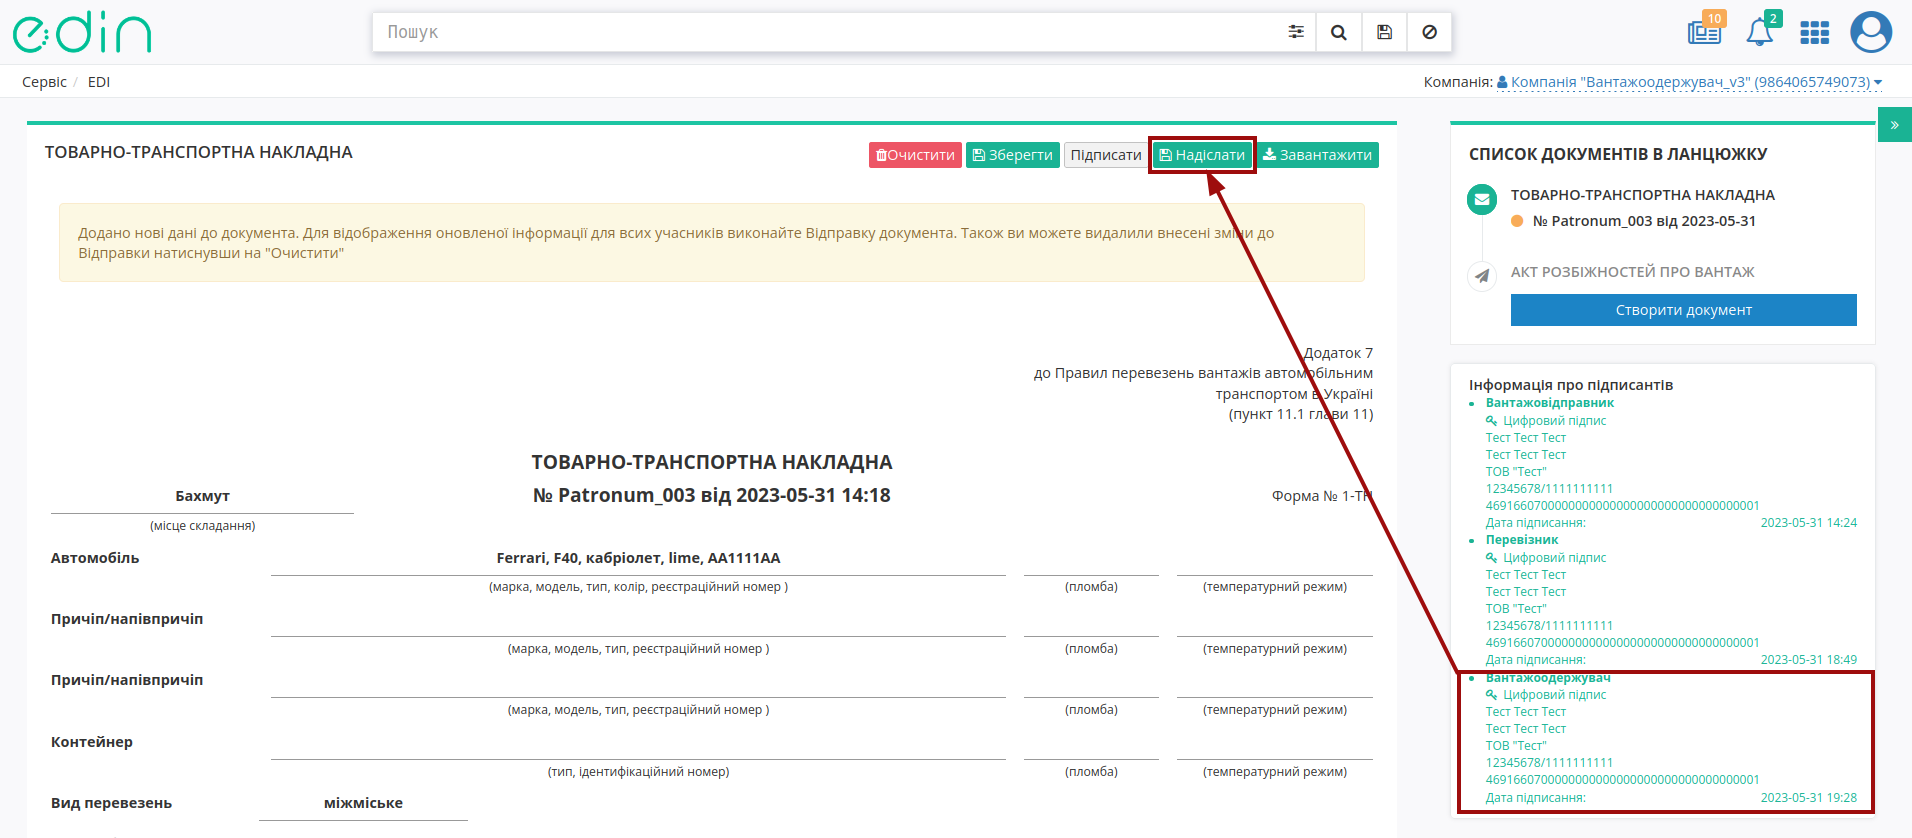 edin
Пошук
10
2
Сервіс / EDI
Компанія: Компанія "Вантажоодержувач_v3" (9864065749073)
ТОВАРНО-ТРАНСПОРТНА НАКЛАДНА
Очистити Зберегти Підписати Надіслати Завантажити
Додано нові дані до документа. Для відображення оновленої інформації для всих учасників виконайте Відправку документа. Також ви можете видалили внесені зміни до
Відправки натиснувши на "Очистити"
Додаток 7
до Правил перевезень вантажів автомобільним
транспортом в Україні
(пункт 11.1 глави 11)
ТОВАРНО-ТРАНСПОРТНА НАКЛАДНА
№ Patronum_003 від 2023-05-31 14:18
Бахмут
(місце складання)
Форма № 1-ТН
Автомобіль Ferrari, F40, кабріолет, lime, AA1111AA
(марка, модель, тип, колір, реєстраційний номер ) (пломба) (температурний режим)
Причіп/напівпричіп
(марка, модель, тип, реєстраційний номер ) (пломба) (температурний режим)
Причіп/напівпричіп
(марка, модель, тип, реєстраційний номер ) (пломба) (температурний режим)
Контейнер
(тип, ідентифікаційний номер) (пломба) (температурний режим)
Вид перевезень міжміське
»
СПИСОК ДОКУМЕНТІВ В ЛАНЦЮЖКУ
ТОВАРНО-ТРАНСПОРТНА НАКЛАДНА
№ Patronum_003 від 2023-05-31
АКТ РОЗБІЖНОСТЕЙ ПРО ВАНТАЖ
Створити документ
Інформація про підписантів
Вантажовідправник
Цифровий підпис
Тест Тест Тест
Тест Тест Тест
ТОВ "Тест"
12345678/1111111111
4691660700000000000000000000000000000001
Дата підписання: 2023-05-31 14:24
Перевізник
Цифровий підпис
Тест Тест Тест
Тест Тест Тест
ТОВ "Тест"
12345678/1111111111
4691660700000000000000000000000000000001
Дата підписання: 2023-05-31 18:49
Вантажоодержувач
Цифровий підпис
Тест Тест Тест
Тест Тест Тест
ТОВ "Тест"
12345678/1111111111
4691660700000000000000000000000000000001
Дата підписання: 2023-05-31 19:28